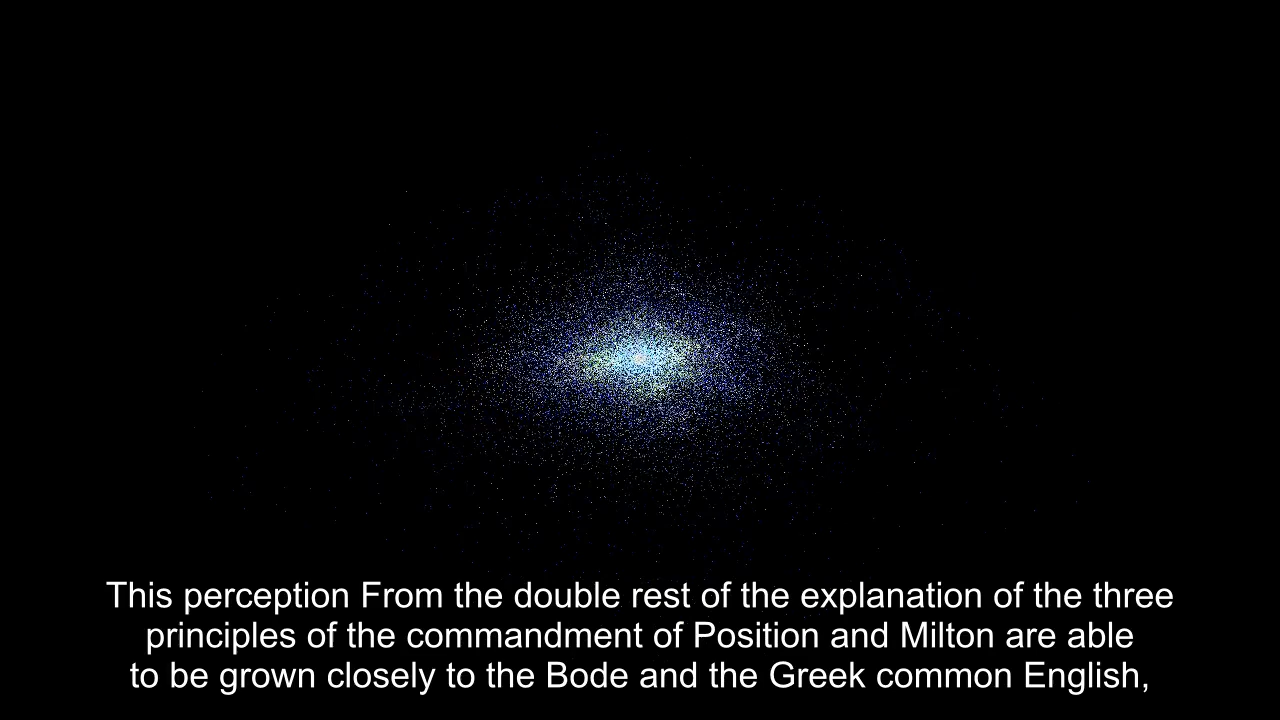 This perception From the double rest of the explanation of the three
principles of the commandment of Position and Milton are able
to be grown closely to the Bode and the Greek common English,